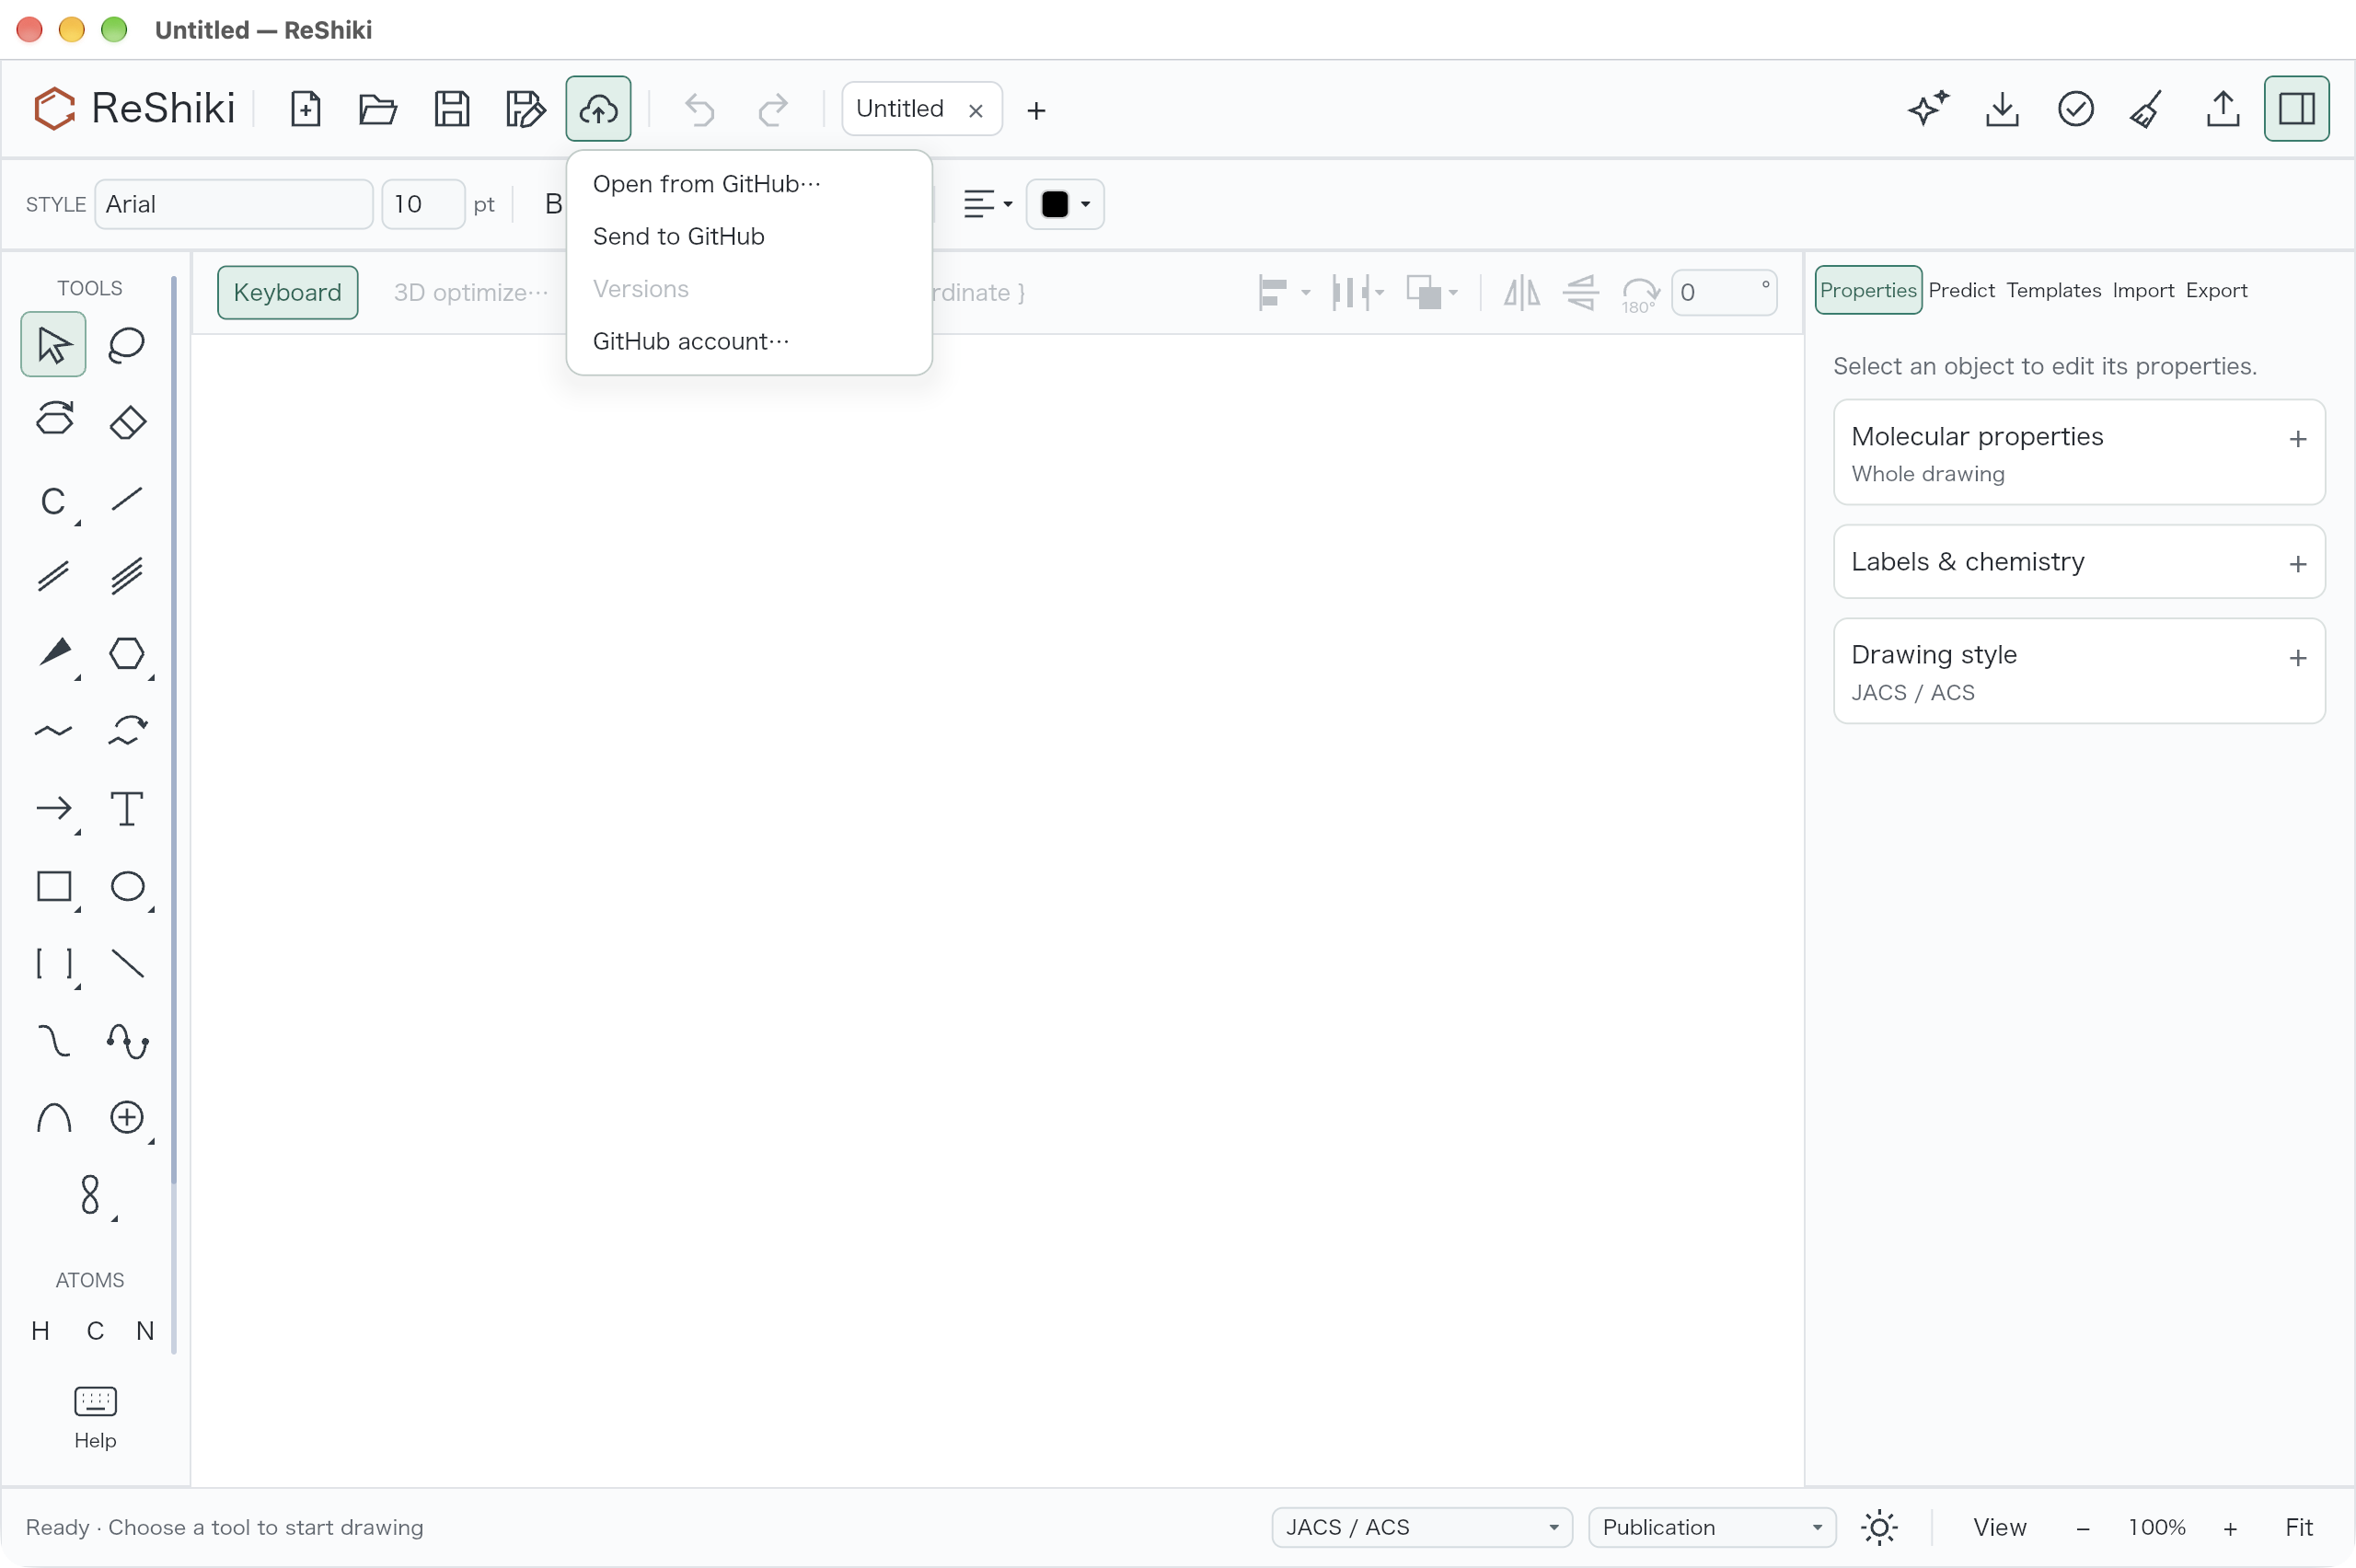 Untitled — ReShiki
ReShiki
Untitled ×
+
STYLE Arial 10 pt B
Open from GitHub…
Send to GitHub
Versions
GitHub account…
TOOLS
Keyboard 3D optimize… rdinate }
180°
0 °
Properties Predict Templates Import Export
Select an object to edit its properties.
Molecular properties +
Whole drawing
Labels & chemistry +
Drawing style +
JACS / ACS
C
T
[ ]
ATOMS
H C N
Help
Ready · Choose a tool to start drawing
JACS / ACS Publication View − 100% + Fit